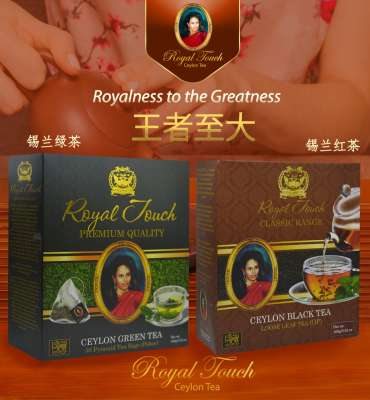 Royal Touch
Ceylon Tea
Royalness to the Greatness
王者至大
锡兰绿茶
锡兰红茶
Royal Touch
PREMIUM QUALITY
CEYLON GREEN TEA
Royal Touch
CLASSIC RANGE
CEYLON BLACK TEA
LOOSE LEAF TEA (OP)
Royal Touch
Ceylon Tea